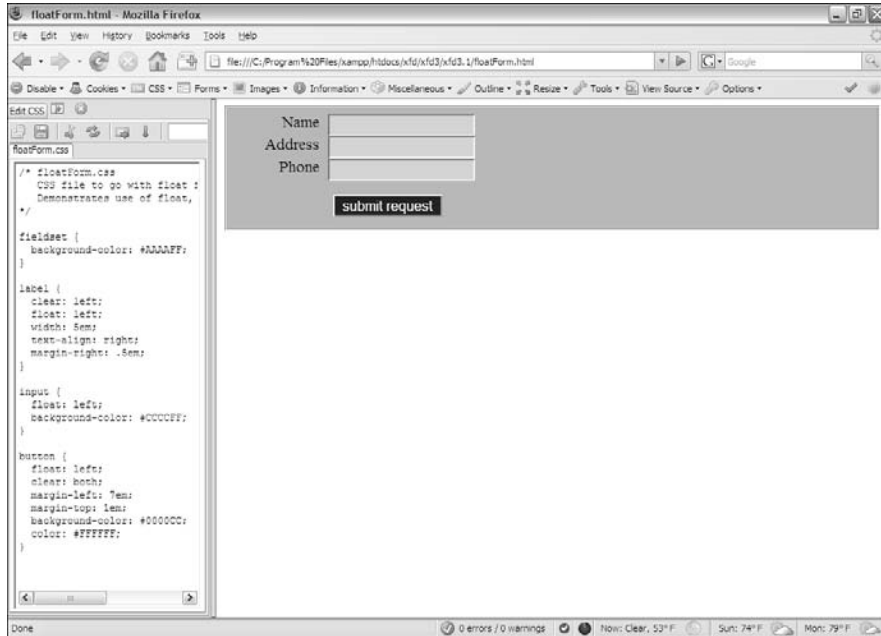 floatForm.html - Mozilla Firefox
File Edit View History Bookmarks Tools Help
file:///C:/Program%20Files/xampp/htdocs/xfd/xfd3/xfd3.1/floatForm.html
Google
Disable Cookies CSS Forms Images Information Miscellaneous Outline Resize Tools View Source Options
Edit CSS
floatForm.css
/* floatForm.css
CSS file to go with float
Demonstrates use of float,
*/
fieldset {
background-color: #AAAAFF;
}
label {
clear: left;
float: left;
width: 5em;
text-align: right;
margin-right: .5em;
}
input {
float: left;
background-color: #CCCCFF;
}
button {
float: left;
clear: both;
margin-left: 7em;
margin-top: 1em;
background-color: #0000CC;
color: #FFFFFF;
}
Name
Address
Phone
submit request
Done
0 errors / 0 warnings
Now: Clear, 53° F
Sun: 74° F
Mon: 79° F